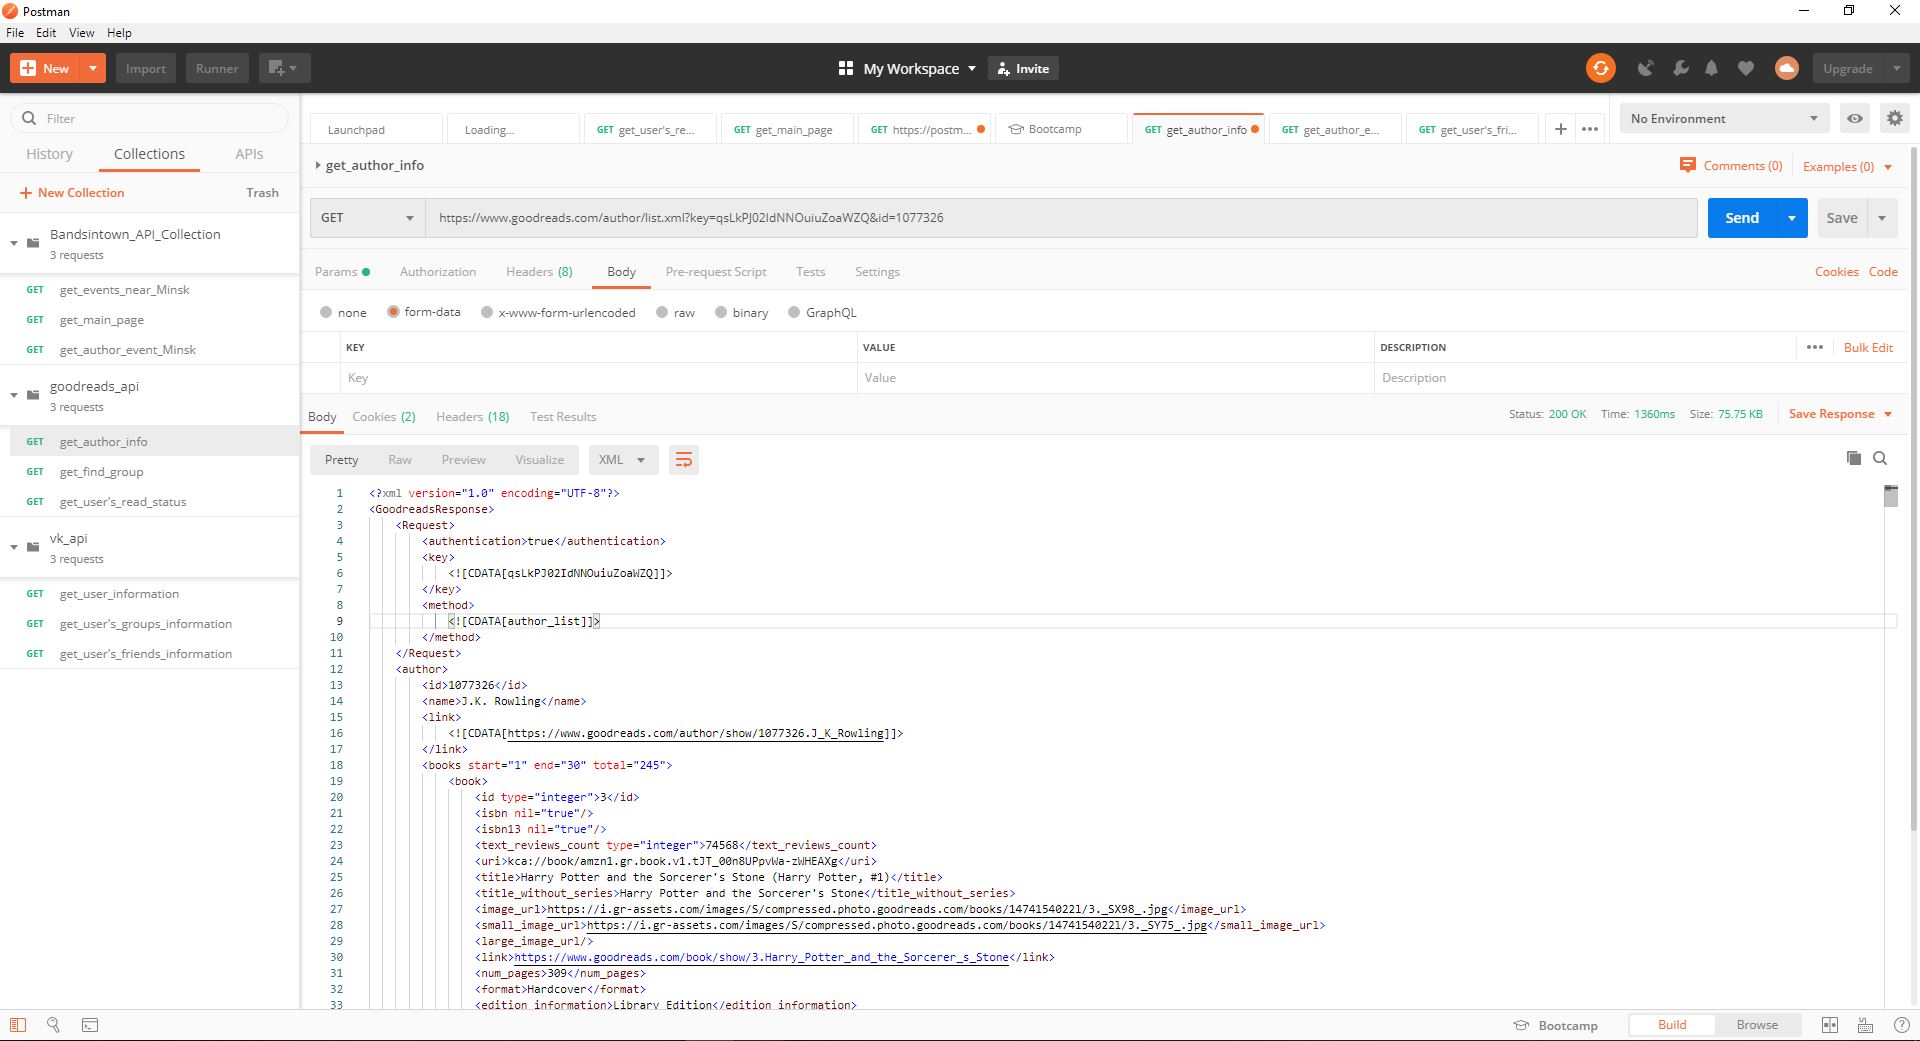 Postman
File Edit View Help
New Import Runner My Workspace Invite Upgrade
Filter
History Collections APIs
New Collection Trash
Bandsintown_API_Collection
3 requests
GET get_events_near_Minsk
GET get_main_page
GET get_author_event_Minsk
goodreads_api
3 requests
GET get_author_info
GET get_find_group
GET get_user's_read_status
vk_api
3 requests
GET get_user_information
GET get_user's_groups_information
GET get_user's_friends_information
Launchpad Loading... GET get_user's_re... GET get_main_page GET https://postm... Bootcamp GET get_author_info GET get_author_e... GET get_user's_fri... No Environment
get_author_info Comments (0) Examples (0)
GET https://www.goodreads.com/author/list.xml?key=qsLkPJ02IdNNOuiuZoaWZQ&id=1077326 Send Save
Params Authorization Headers (8) Body Pre-request Script Tests Settings Cookies Code
none form-data x-www-form-urlencoded raw binary GraphQL
KEY VALUE DESCRIPTION Bulk Edit
Key Value Description
Body Cookies (2) Headers (18) Test Results Status: 200 OK Time: 1360ms Size: 75.75 KB Save Response
Pretty Raw Preview Visualize XML
1 <?xml version="1.0" encoding="UTF-8"?>
2 <GoodreadsResponse>
3 <Request>
4 <authentication>true</authentication>
5 <key>
6 <![CDATA[qsLkPJ02IdNNOuiuZoaWZQ]]>
7 </key>
8 <method>
9 <![CDATA[author_list]]>
10 </method>
11 </Request>
12 <author>
13 <id>1077326</id>
14 <name>J.K. Rowling</name>
15 <link>
16 <![CDATA[https://www.goodreads.com/author/show/1077326.J_K_Rowling]]>
17 </link>
18 <books start="1" end="30" total="245">
19 <book>
20 <id type="integer">3</id>
21 <isbn nil="true"/>
22 <isbn13 nil="true"/>
23 <text_reviews_count type="integer">74568</text_reviews_count>
24 <uri>kca://book/amzn1.gr.book.v1.tJT_00n8UPpvWa-zWHEAXg</uri>
25 <title>Harry Potter and the Sorcerer's Stone (Harry Potter, #1)</title>
26 <title_without_series>Harry Potter and the Sorcerer's Stone</title_without_series>
27 <image_url>https://i.gr-assets.com/images/S/compressed.photo.goodreads.com/books/1474154022l/3._SX98_.jpg</image_url>
28 <small_image_url>https://i.gr-assets.com/images/S/compressed.photo.goodreads.com/books/1474154022l/3._SY75_.jpg</small_image_url>
29 <large_image_url/>
30 <link>https://www.goodreads.com/book/show/3.Harry_Potter_and_the_Sorcerer_s_Stone</link>
31 <num_pages>309</num_pages>
32 <format>Hardcover</format>
33 <edition_information>Library Edition</edition_information>
Bootcamp Build Browse